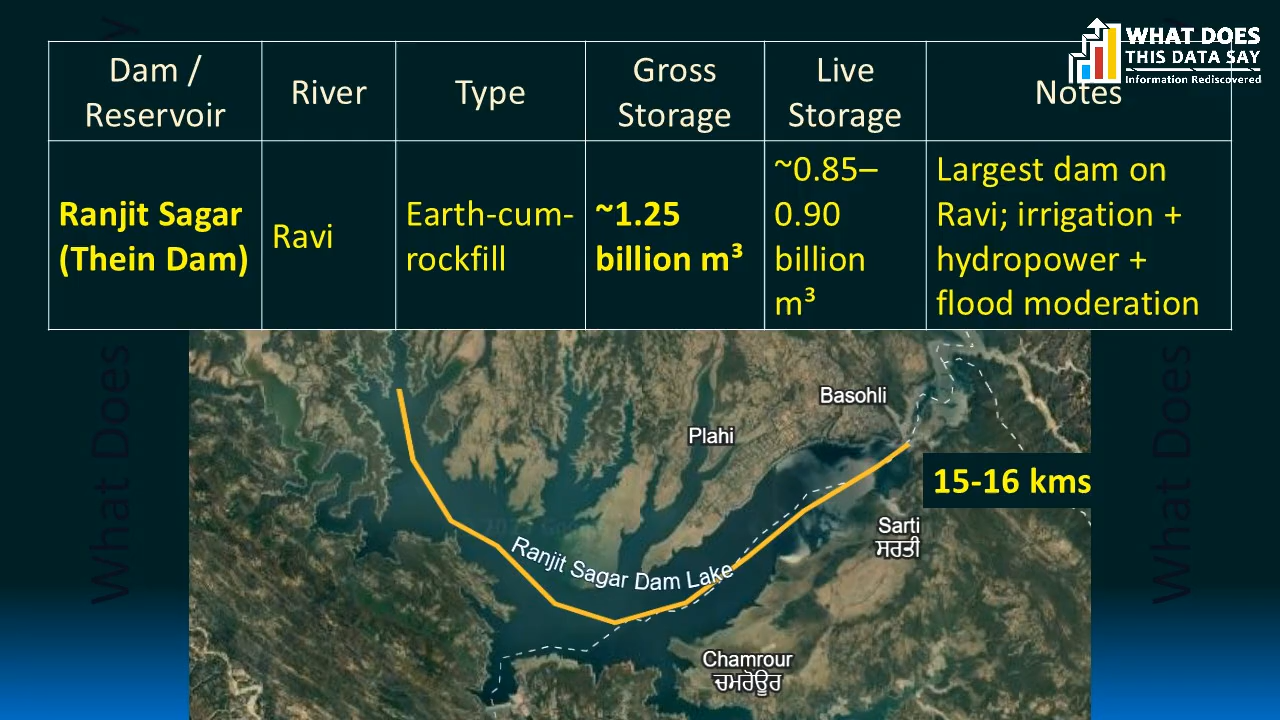 WHAT DOES
THIS DATA SAY
Information Rediscovered
Dam /
Reservoir
River
Type
Gross
Storage
Live
Storage
Notes
Ranjit Sagar
(Thein Dam)
Ravi
Earth-cum-
rockfill
~1.25
billion m³
~0.85–
0.90
billion
m³
Largest dam on
Ravi; irrigation +
hydropower +
flood moderation
Basohli
Plahi
15-16 kms
Sarti
ਸਰਤੀ
Ranjit Sagar Dam Lake
Chamrour
ਚਮਰੋਊਰ
What Does
What Does